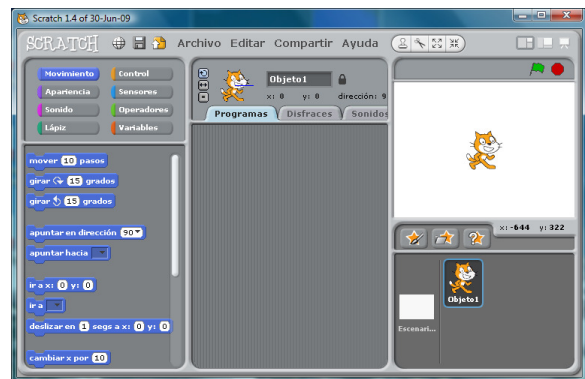 Scratch 1.4 of 30-Jun-09
SCRATCH Archivo Editar Compartir Ayuda
Movimiento Control
Apariencia Sensores
Sonido Operadores
Lápiz Variables
Objeto1
x: 0 y: 0 dirección: 9
Programas Disfraces Sonidos
mover 10 pasos
girar 15 grados
girar 15 grados
apuntar en dirección 90
apuntar hacia
ir a x: 0 y: 0
ir a
deslizar en 1 segs a x: 0 y: 0
cambiar x por 10
x: -644 y: 322
Objeto1
Escenari...